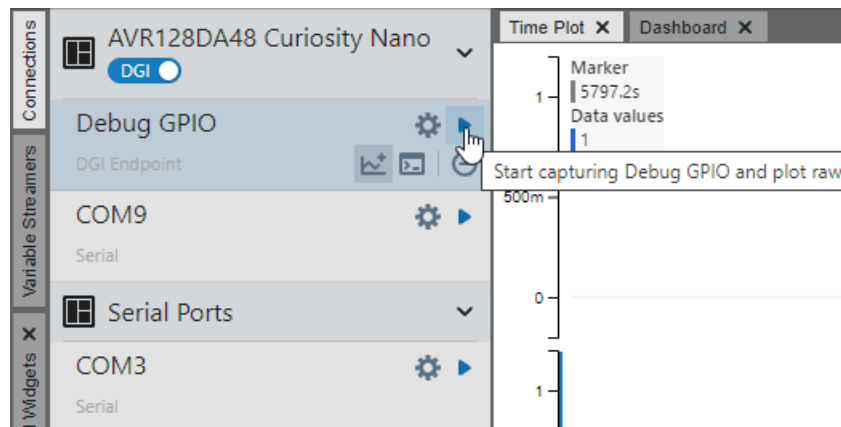 Connections
Variable Streamers
Widgets
AVR128DA48 Curiosity Nano
DGI
Debug GPIO
DGI Endpoint
COM9
Serial
Serial Ports
COM3
Serial
Time Plot
Dashboard
Marker
1
5797.2s
Data values
1
Start capturing Debug GPIO and plot raw
500m
0
1